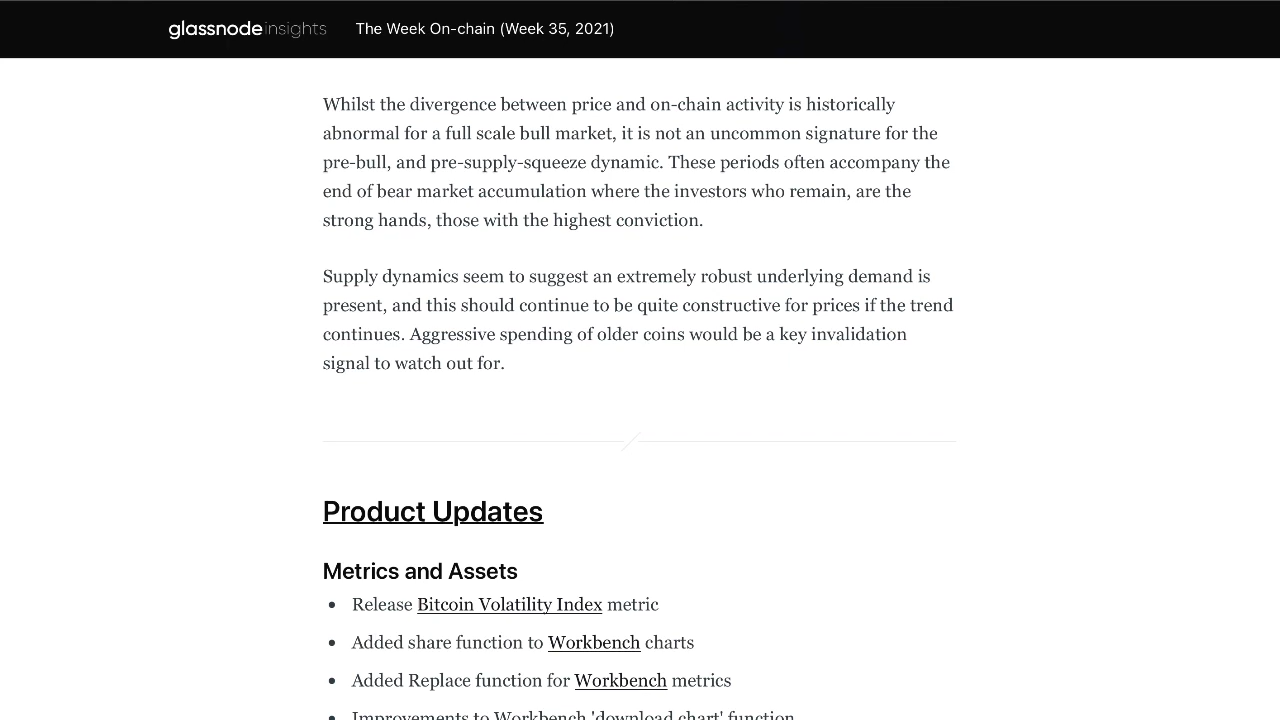 glassnode insights The Week On-chain (Week 35, 2021)
Whilst the divergence between price and on-chain activity is historically
abnormal for a full scale bull market, it is not an uncommon signature for the
pre-bull, and pre-supply-squeeze dynamic. These periods often accompany the
end of bear market accumulation where the investors who remain, are the
strong hands, those with the highest conviction.
Supply dynamics seem to suggest an extremely robust underlying demand is
present, and this should continue to be quite constructive for prices if the trend
continues. Aggressive spending of older coins would be a key invalidation
signal to watch out for.
Product Updates
Metrics and Assets
• Release Bitcoin Volatility Index metric
• Added share function to Workbench charts
• Added Replace function for Workbench metrics
• Improvements to Workbench 'download chart' function